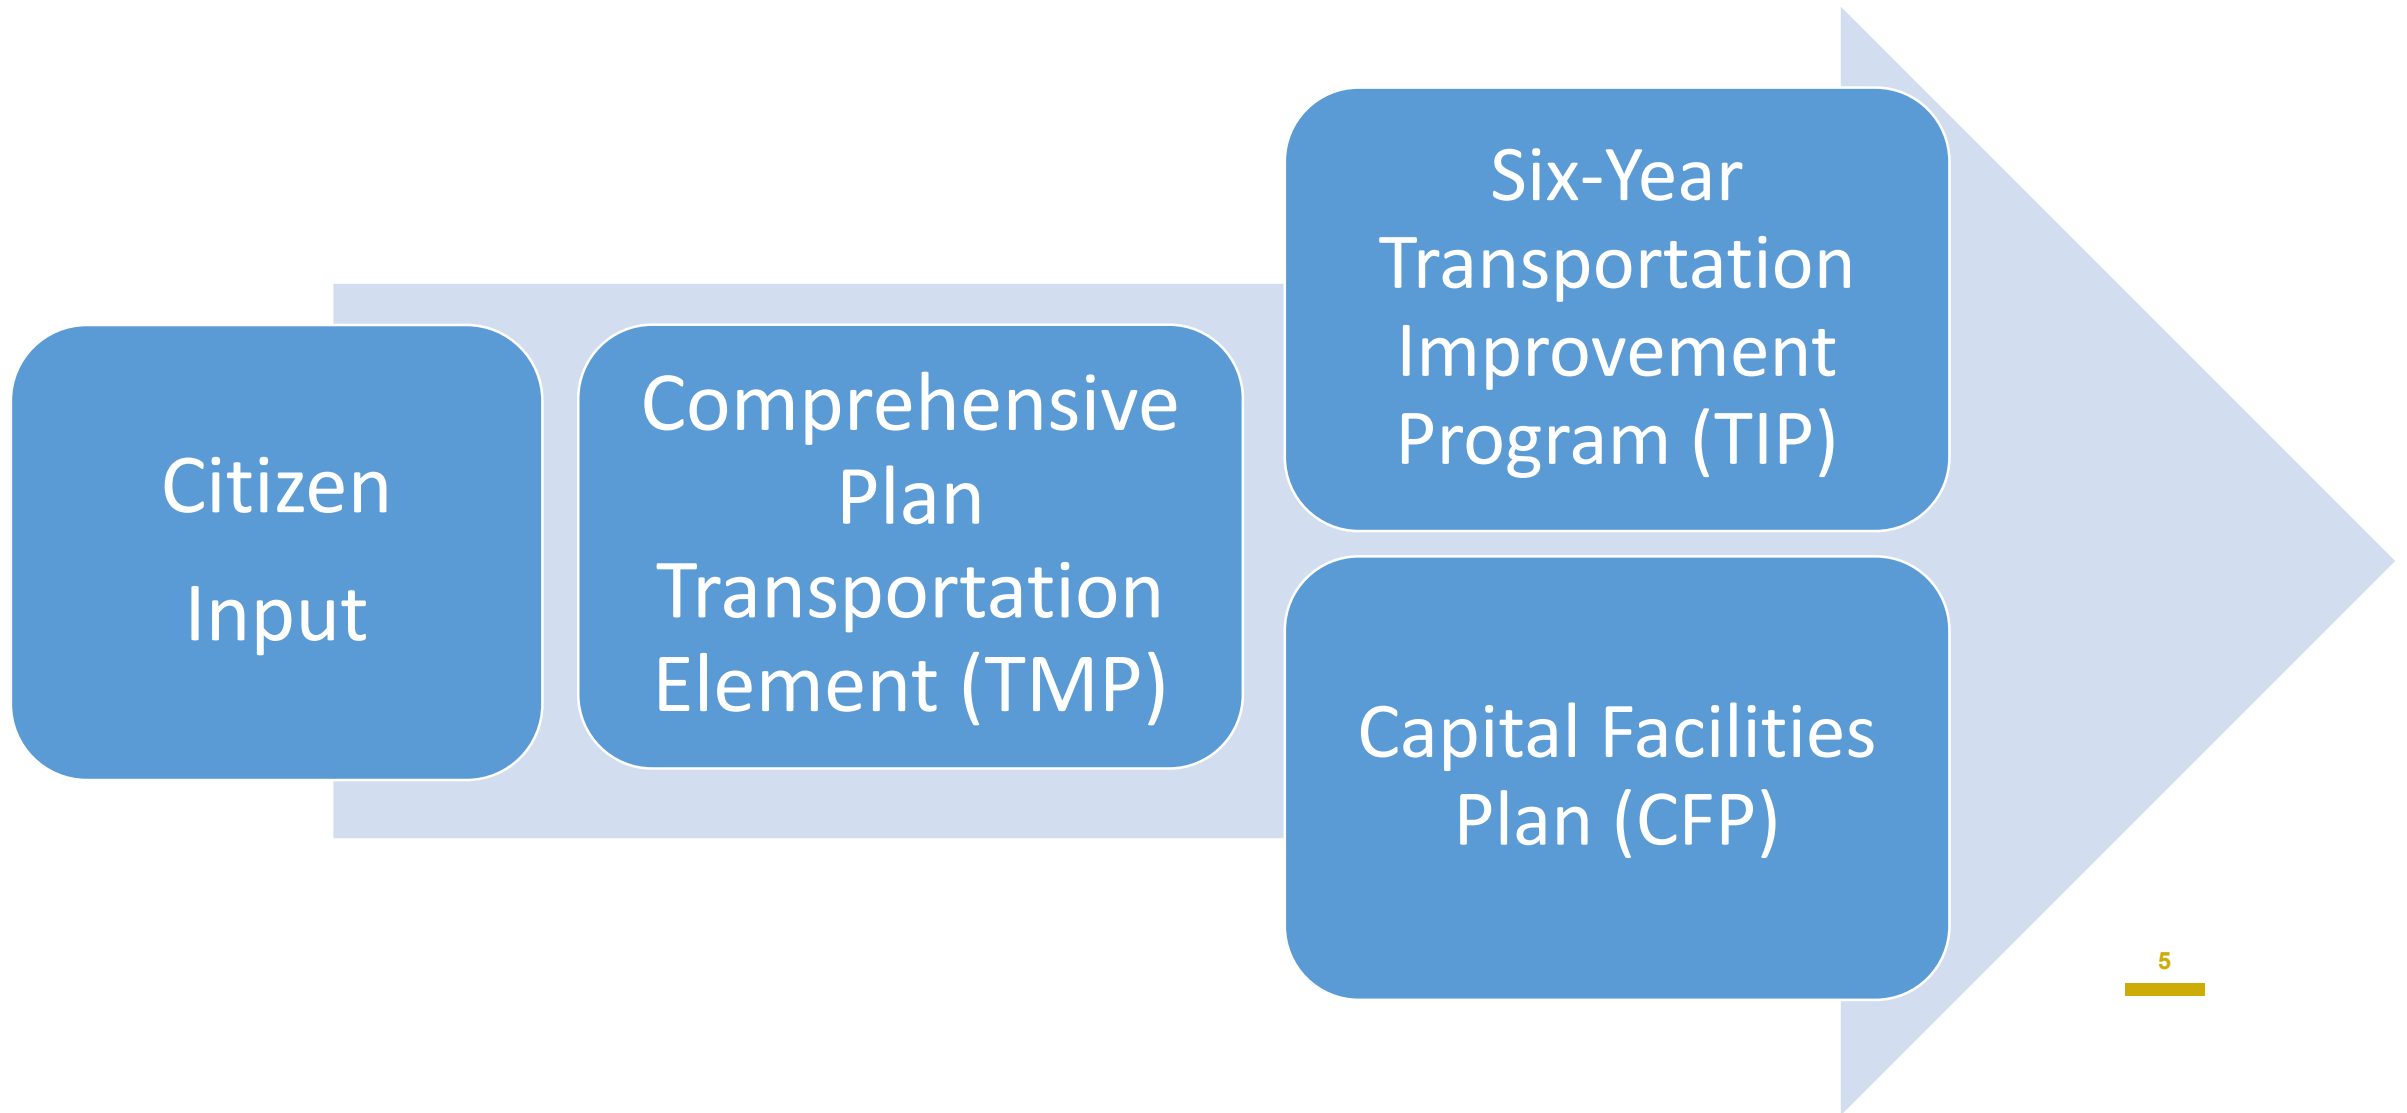 Citizen
Input
Comprehensive
Plan
Transportation
Element (TMP)
Six-Year
Transportation
Improvement
Program (TIP)
Capital Facilities
Plan (CFP)
5